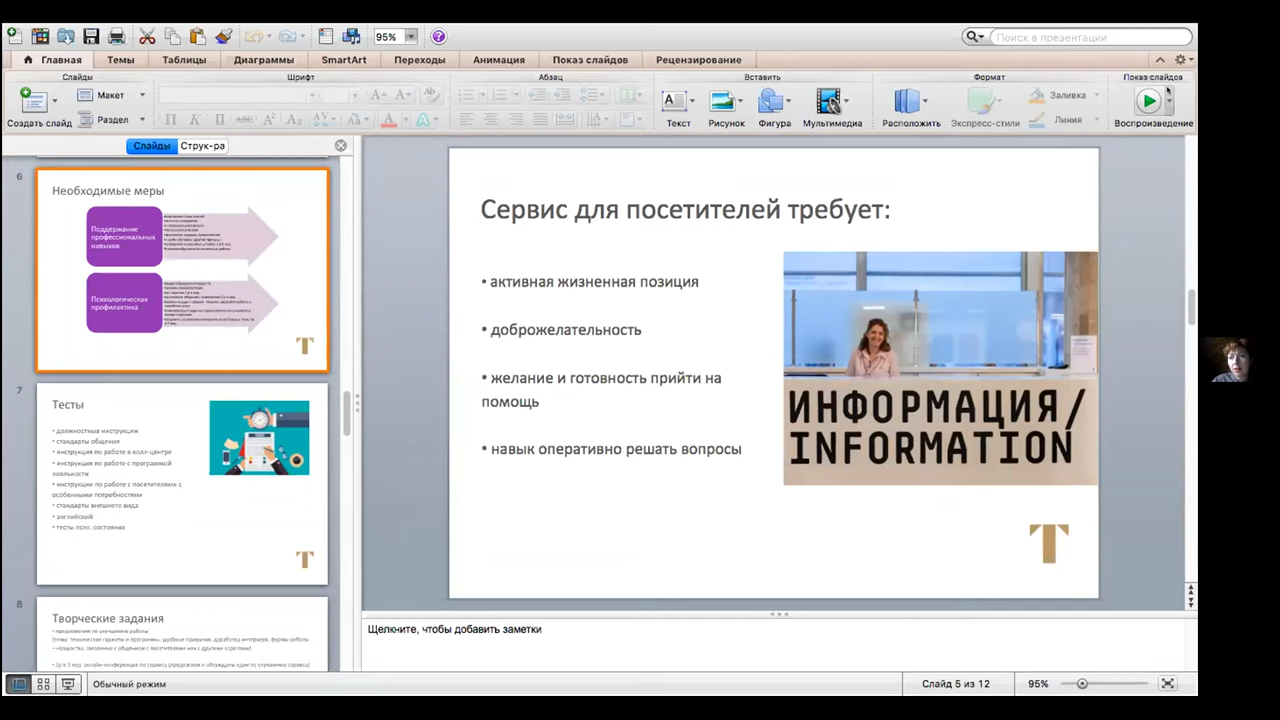 95%
Поиск в презентации
Главная
Темы
Таблицы
Диаграммы
SmartArt
Переходы
Анимация
Показ слайдов
Рецензирование
Слайды
Шрифт
Абзац
Вставить
Формат
Показ слайдов
Создать слайд
Макет
Раздел
Текст
Рисунок
Фигура
Мультимедиа
Расположить
Экспресс-стили
Заливка
Линия
Воспроизведение
Слайды
Струк-ра
6
Необходимые меры
Поддержание
профессиональных
навыков
Психологическая
профилактика
7
Тесты
• должностные инструкции
• стандарты общения
• инструкция по работе в колл-центре
• инструкция по работе с программой
лояльности
• инструкции по работе с посетителями с
особенными потребностями
• стандарты внешнего вида
• английский
• тесты псих. состояния
8
Творческие задания
Сервис для посетителей требует:
• активная жизненная позиция
• доброжелательность
• желание и готовность прийти на
помощь
• навык оперативно решать вопросы
ИНФОРМАЦИЯ/
INFORMATION
T
Щелкните, чтобы добавить заметки
Обычный режим
Слайд 5 из 12
95%